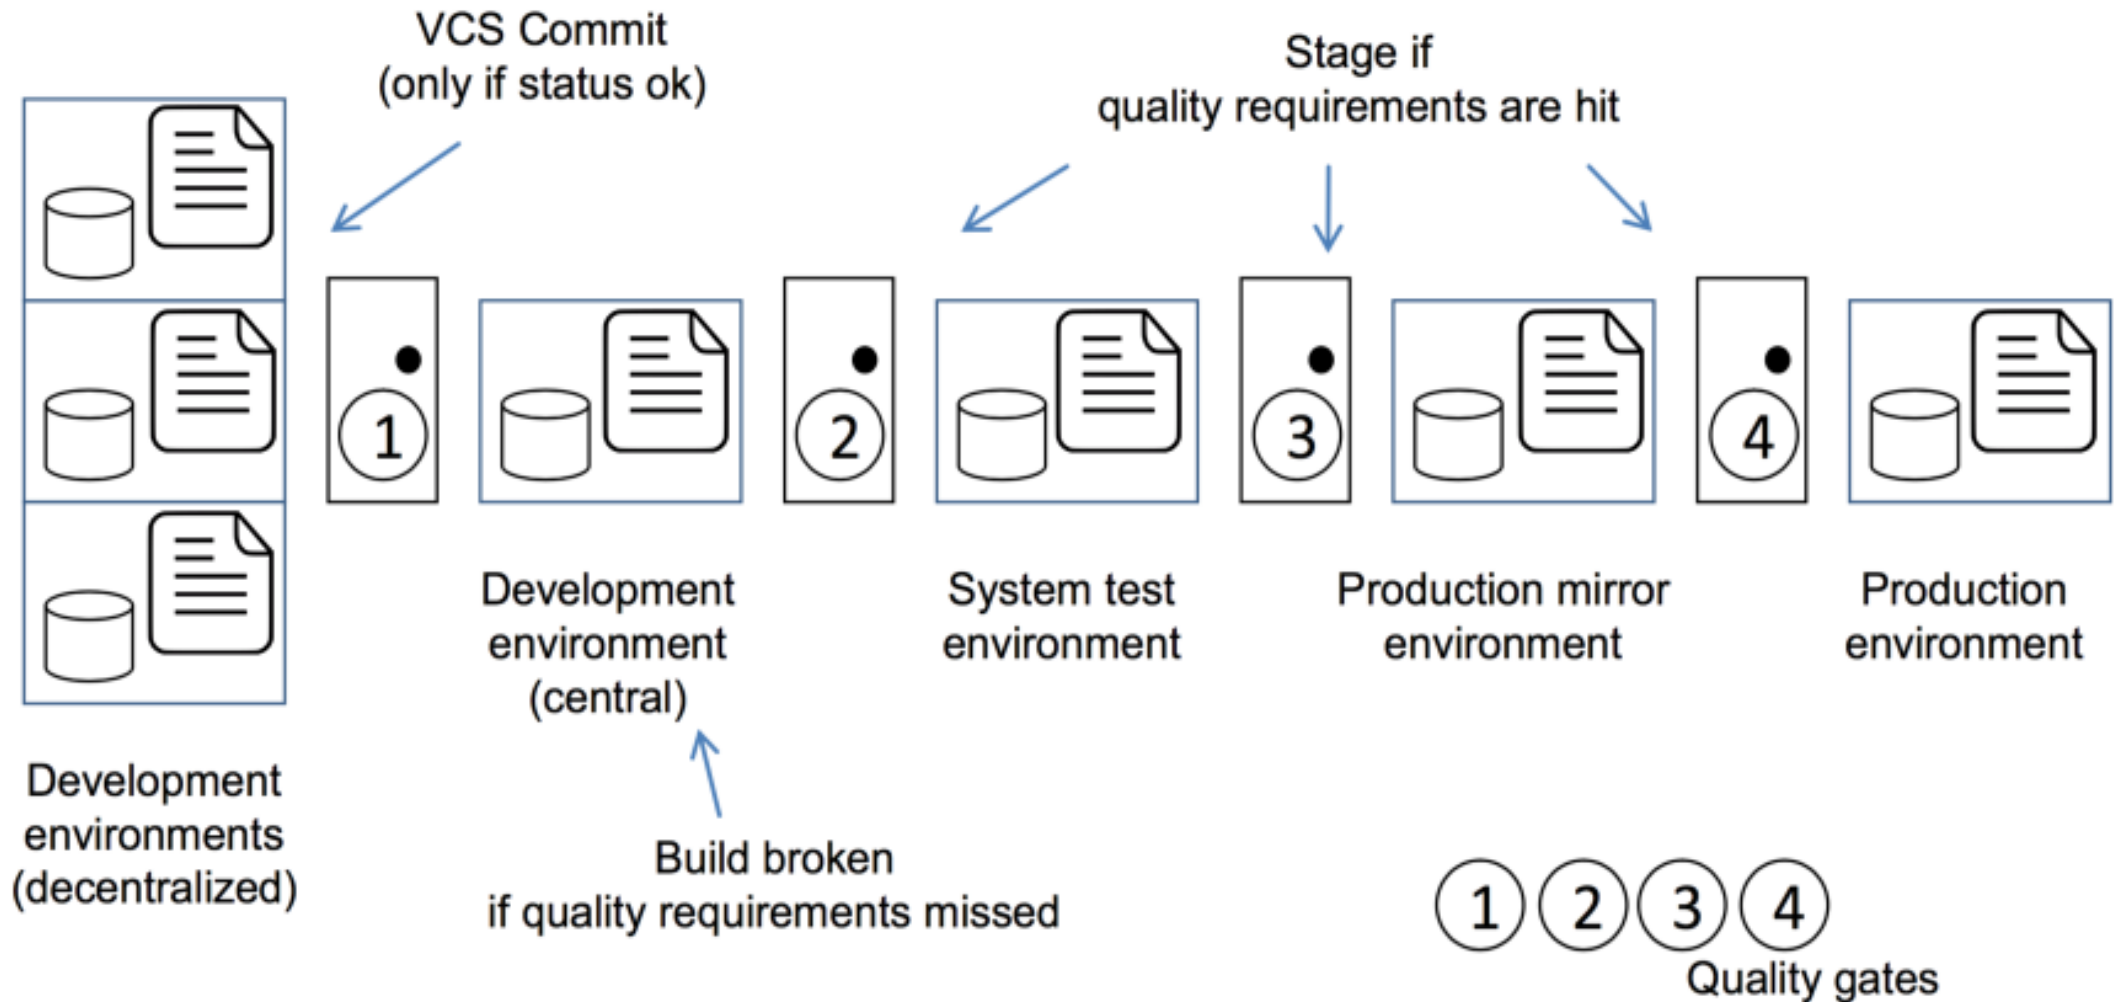 VCS Commit
(only if status ok)
Stage if
quality requirements are hit
1
2
3
4
Development
environments
(decentralized)
Development
environment
(central)
System test
environment
Production mirror
environment
Production
environment
Build broken
if quality requirements missed
1 2 3 4
Quality gates